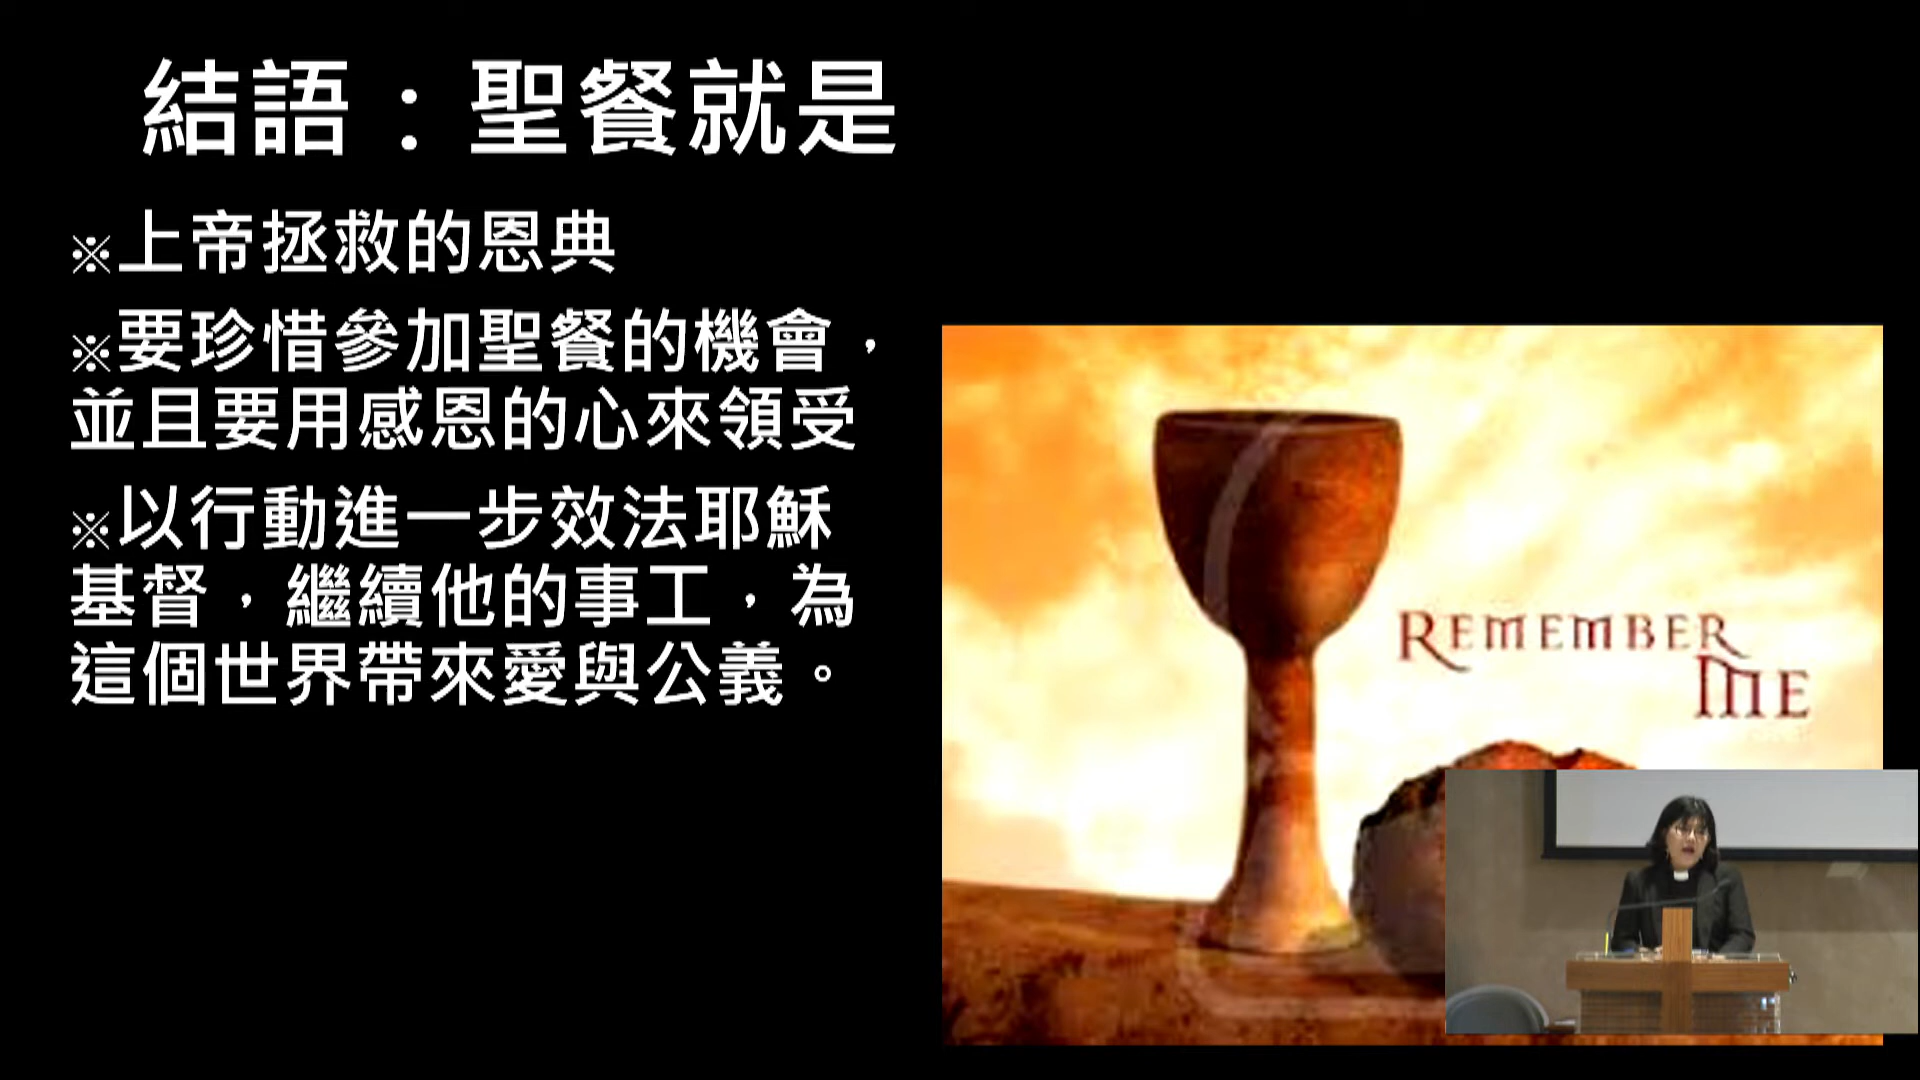 結語：聖餐就是
※上帝拯救的恩典
※要珍惜參加聖餐的機會，
並且要用感恩的心來領受
※以行動進一步效法耶穌
基督，繼續他的事工，為
這個世界帶來愛與公義。
REMEMBER
ME